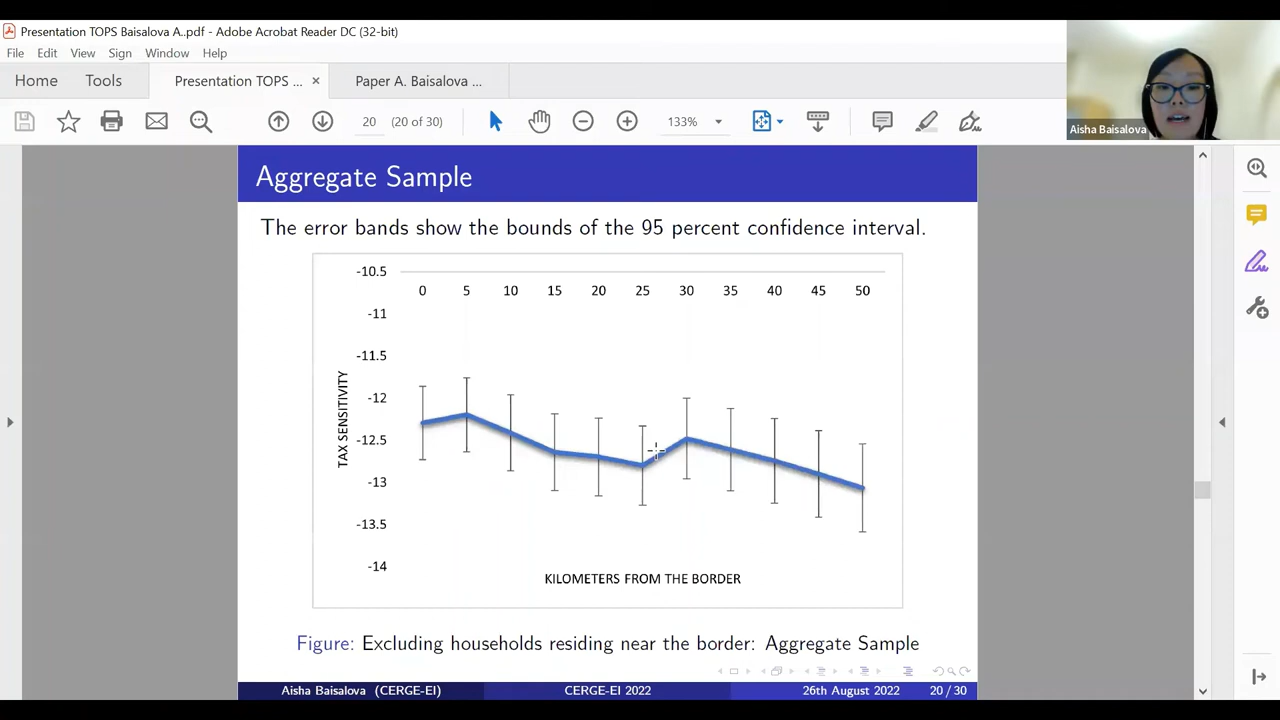 Presentation TOPS Baisalova A..pdf - Adobe Acrobat Reader DC (32-bit)
File Edit View Sign Window Help
Home Tools Presentation TOPS ... × Paper A. Baisalova ...
20 (20 of 30) 133%
Aisha Baisalova
Aggregate Sample
The error bands show the bounds of the 95 percent confidence interval.
-10.5
0 5 10 15 20 25 30 35 40 45 50
-11
-11.5
-12
-12.5
-13
-13.5
-14
TAX SENSITIVITY
KILOMETERS FROM THE BORDER
Figure: Excluding households residing near the border: Aggregate Sample
Aisha Baisalova (CERGE-EI) CERGE-EI 2022 26th August 2022 20 / 30